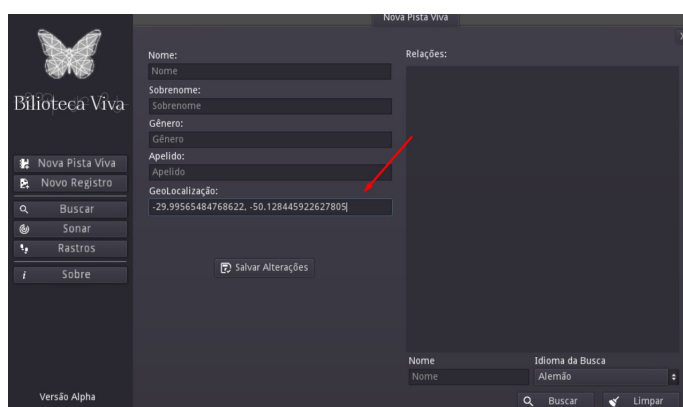 Nova Pista Viva
Bilioteca Viva
Nova Pista Viva
Novo Registro
Buscar
Sonar
Rastros
Sobre
Versão Alpha
Nome:
Nome
Sobrenome:
Sobrenome
Gênero:
Gênero
Apelido:
Apelido
GeoLocalização:
-29.99565484768622, -50.128445922627805
Salvar Alterações
Relações:
Nome
Idioma da Busca
Nome
Alemão
Buscar
Limpar